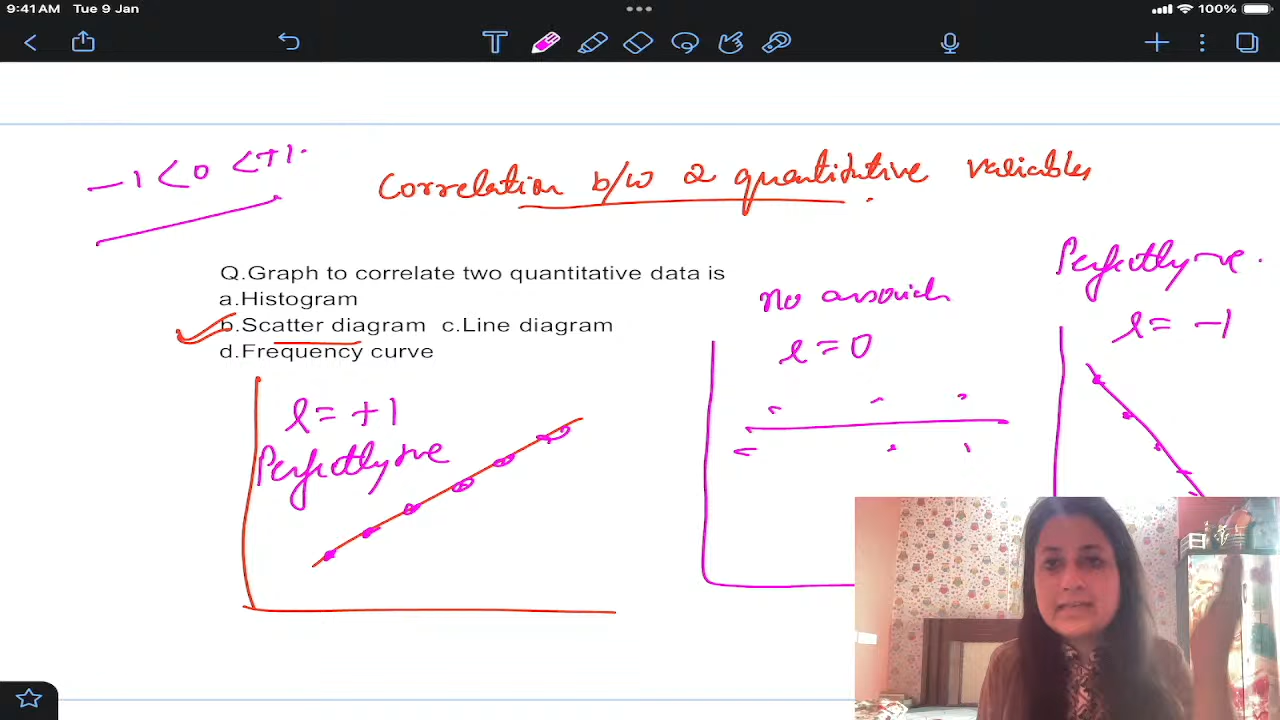 9:41 AM Tue 9 Jan
100%
-1 < 0 < +1.
Correlation b/w 2 quantitative variables
Q.Graph to correlate two quantitative data is
a.Histogram
b.Scatter diagram c.Line diagram
d.Frequency curve
r = +1
Perfectly +ve
no
r = 0
Perfectly -ve.
r = -1